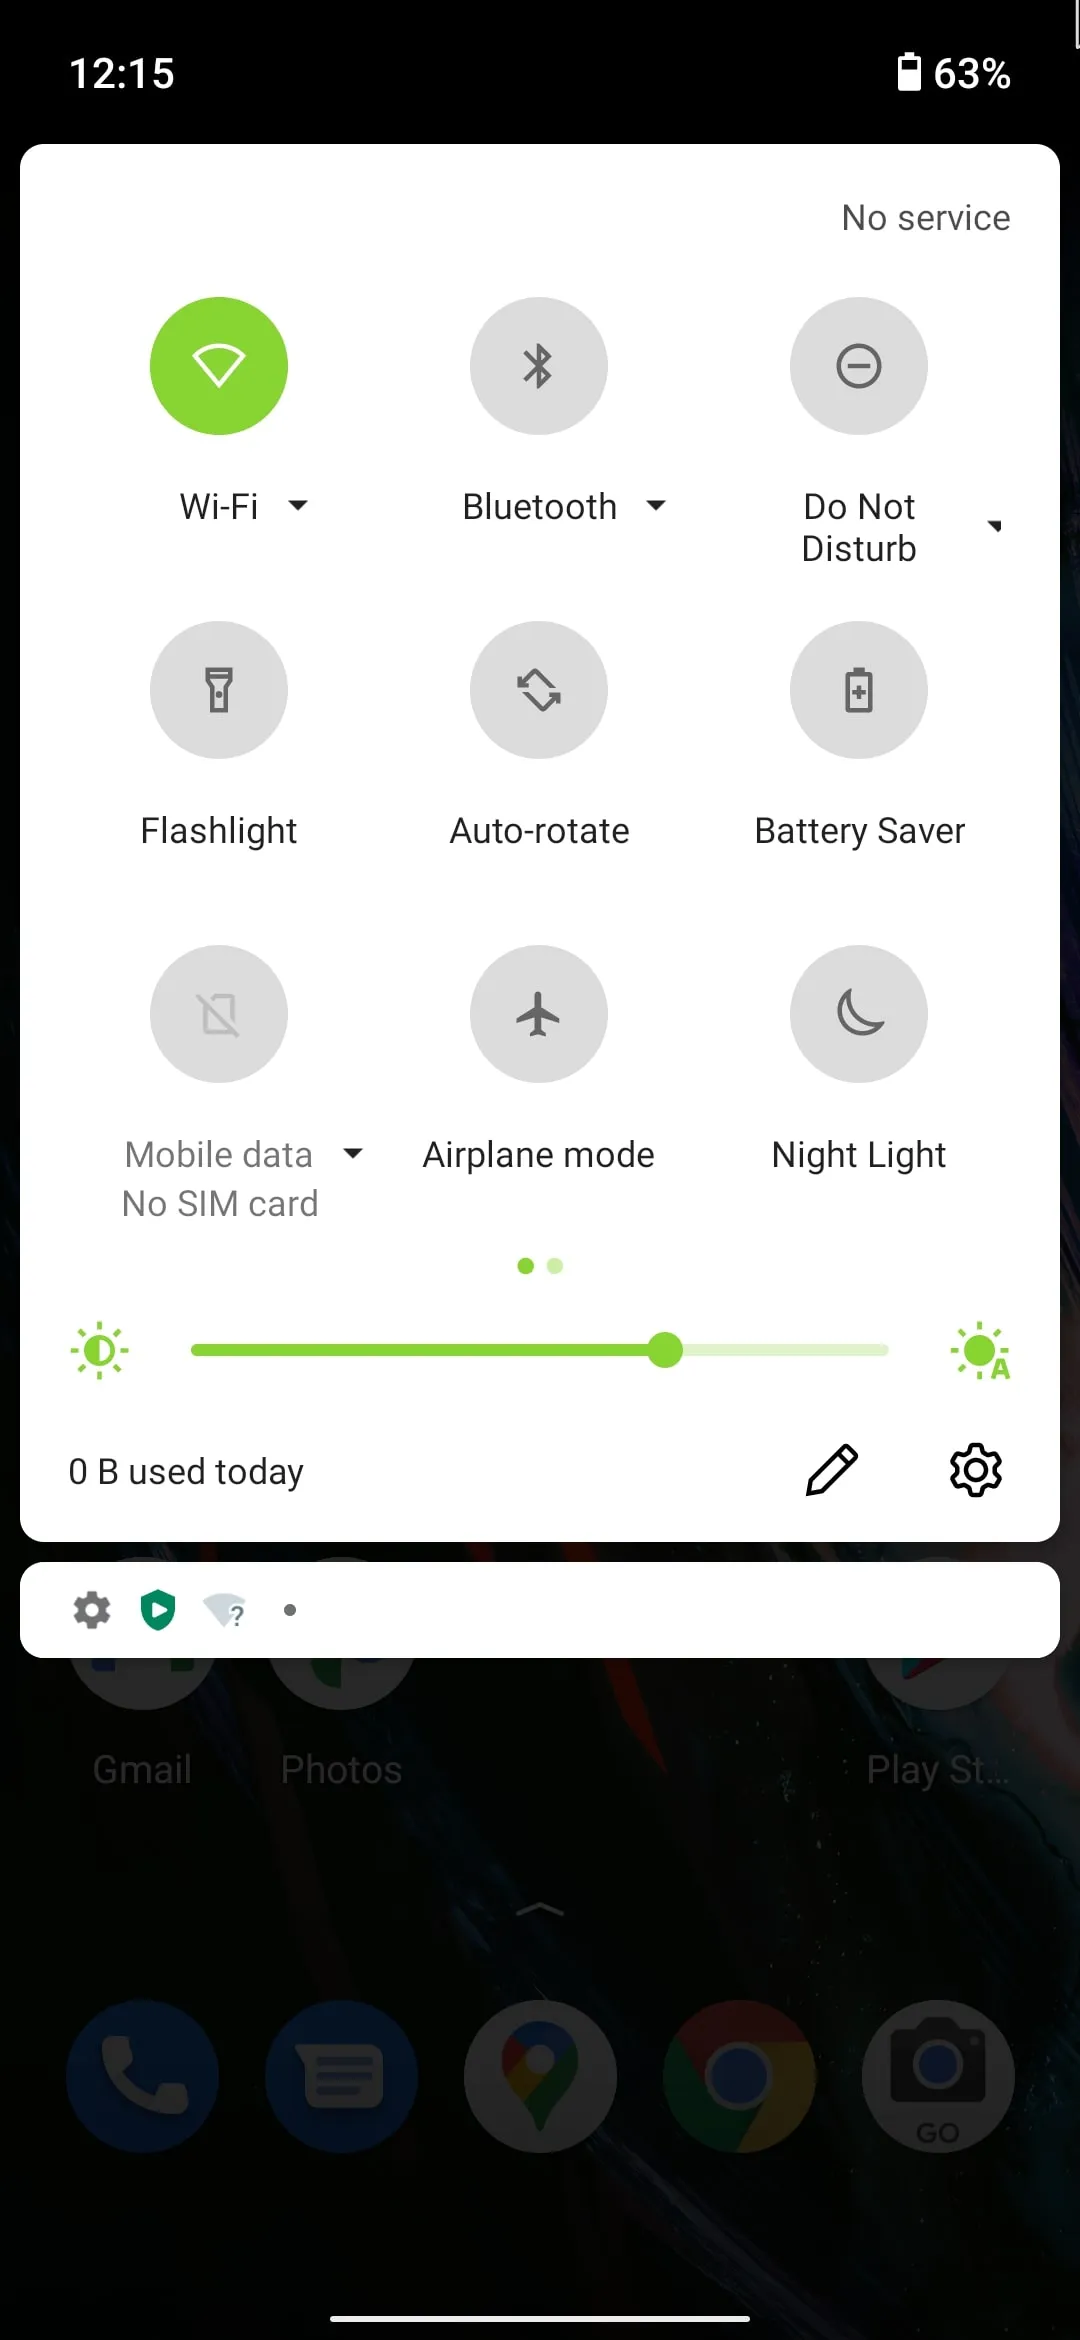 12:15
63%
No service
Wi-Fi
Bluetooth
Do Not
Disturb
Flashlight
Auto-rotate
Battery Saver
Mobile data
No SIM card
Airplane mode
Night Light
A
0 B used today
?
Gmail
Photos
Play St...
GO